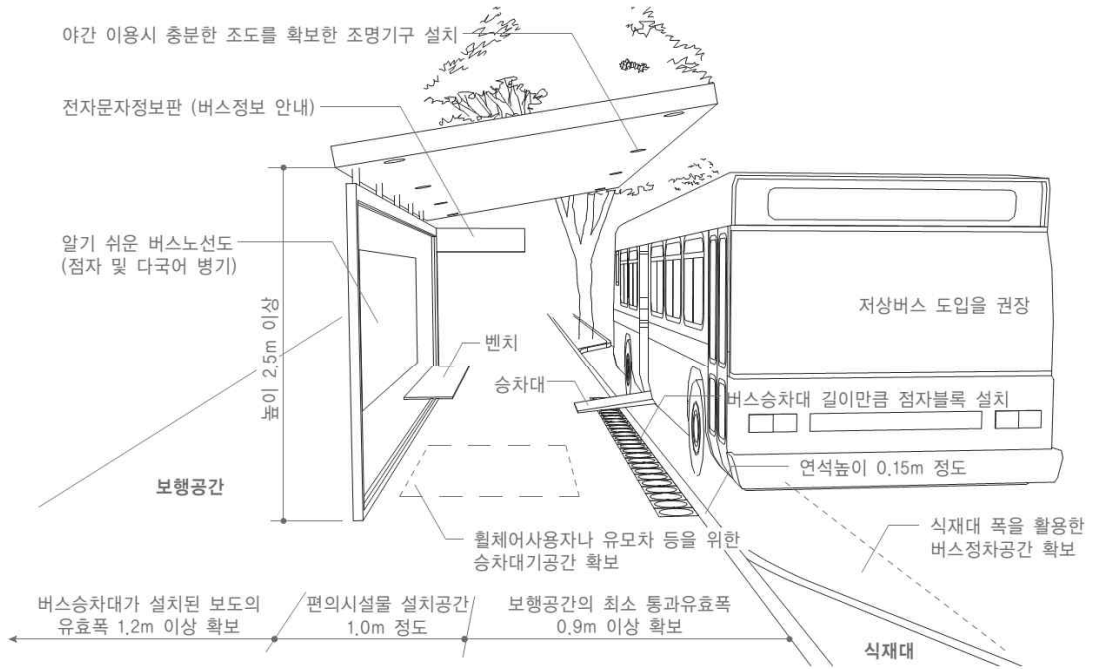 야간 이용시 충분한 조도를 확보한 조명기구 설치
전자문자정보판 (버스정보 안내)
알기 쉬운 버스노선도
(점자 및 다국어 병기)
높이 2.5m 이상
저상버스 도입을 권장
벤치
승차대
버스승차대 길이만큼 점자블록 설치
연석높이 0.15m 정도
보행공간
휠체어사용자나 유모차 등을 위한
승차대기공간 확보
식재대 폭을 활용한
버스정차공간 확보
버스승차대가 설치된 보도의
유효폭 1.2m 이상 확보
편의시설물 설치공간
1.0m 정도
보행공간의 최소 통과유효폭
0.9m 이상 확보
식재대